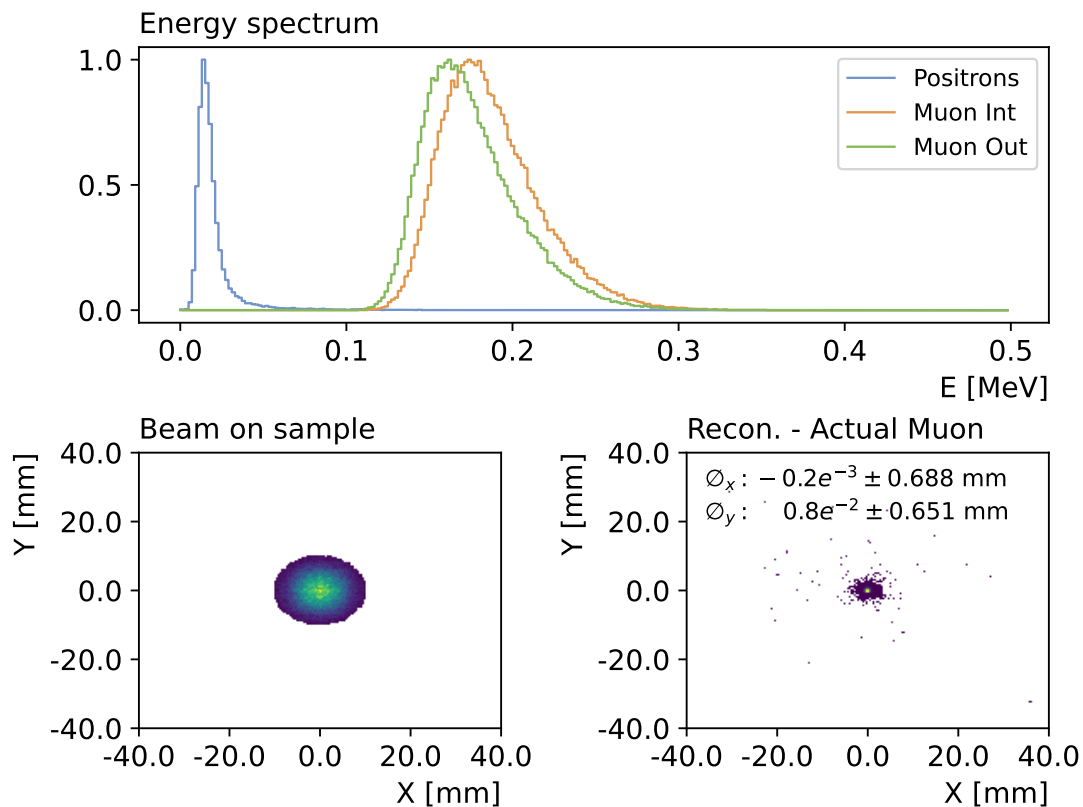 Energy spectrum
1.0
0.5
0.0
Positrons
Muon Int
Muon Out
0.0 0.1 0.2 0.3 0.4 0.5
E [MeV]
Beam on sample
Y [mm]
40.0
20.0
0.0
-20.0
-40.0
-40.0 -20.0 0.0 20.0 40.0
X [mm]
Recon. - Actual Muon
Y [mm]
40.0
20.0
0.0
-20.0
-40.0
∅ₓ: − 0.2e⁻³ ± 0.688 mm
∅ᵧ: 0.8e⁻² ± 0.651 mm
-40.0 -20.0 0.0 20.0 40.0
X [mm]